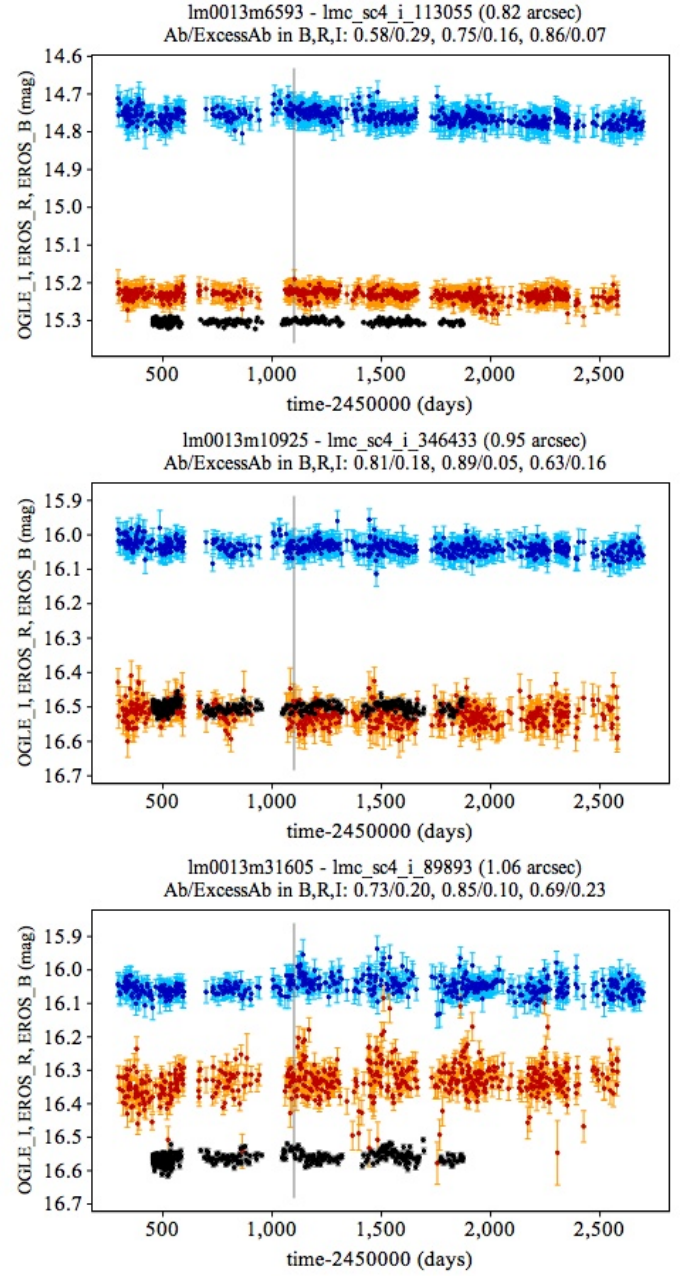 lm0013m6593 - lmc_sc4_i_113055 (0.82 arcsec)
Ab/ExcessAb in B,R,I: 0.58/0.29, 0.75/0.16, 0.86/0.07
OGLE_I, EROS_R, EROS_B (mag)
14.6
14.7
14.8
14.9
15.0
15.1
15.2
15.3
500 1,000 1,500 2,000 2,500
time-2450000 (days)
lm0013m10925 - lmc_sc4_i_346433 (0.95 arcsec)
Ab/ExcessAb in B,R,I: 0.81/0.18, 0.89/0.05, 0.63/0.16
OGLE_I, EROS_R, EROS_B (mag)
15.9
16.0
16.1
16.2
16.3
16.4
16.5
16.6
16.7
500 1,000 1,500 2,000 2,500
time-2450000 (days)
lm0013m31605 - lmc_sc4_i_89893 (1.06 arcsec)
Ab/ExcessAb in B,R,I: 0.73/0.20, 0.85/0.10, 0.69/0.23
OGLE_I, EROS_R, EROS_B (mag)
15.9
16.0
16.1
16.2
16.3
16.4
16.5
16.6
16.7
500 1,000 1,500 2,000 2,500
time-2450000 (days)